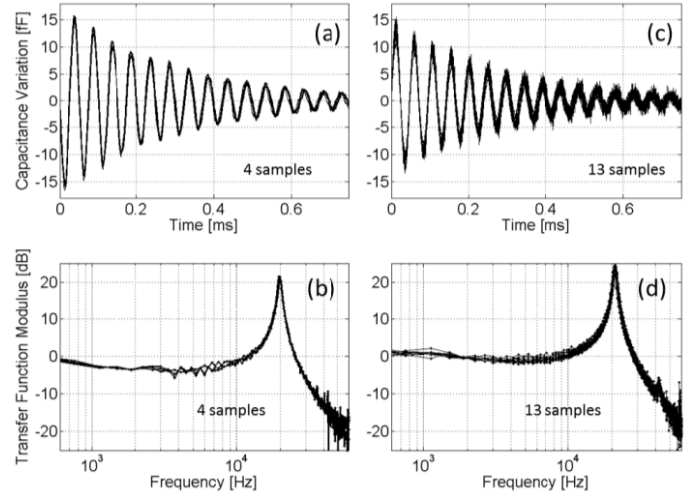 Capacitance Variation [fF]
15
10
5
0
-5
-10
-15
(a)
4 samples
0
0.2
0.4
0.6
Time [ms]
15
10
5
0
-5
-10
-15
(c)
13 samples
0
0.2
0.4
0.6
Time [ms]
Transfer Function Modulus [dB]
20
10
0
-10
-20
(b)
4 samples
10³
10⁴
Frequency [Hz]
20
10
0
-10
-20
(d)
13 samples
10³
10⁴
Frequency [Hz]